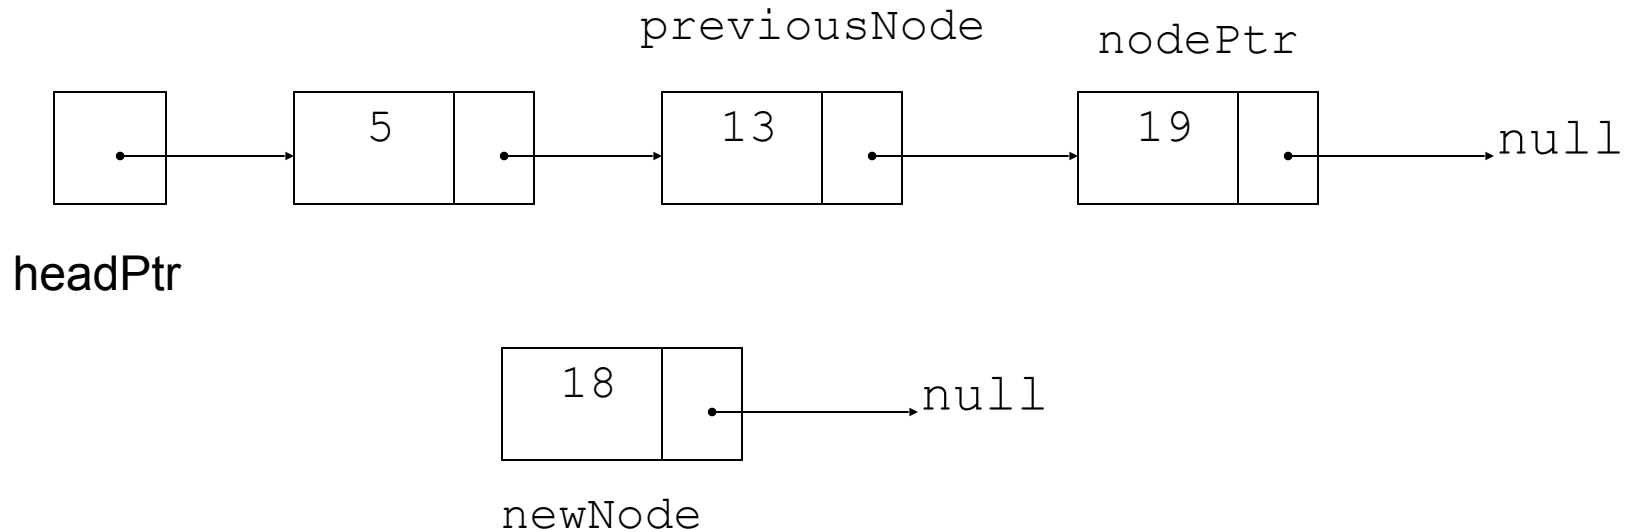 previousNode
nodePtr
5
13
19
null
headPtr
18
null
newNode